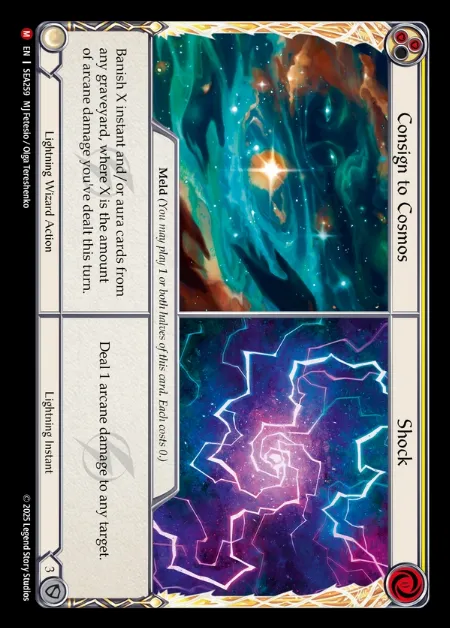 Consign to Cosmos
Shock
Meld (You may play 1 or both halves of this card. Each costs 0.)
Banish X instant and/or aura cards from
any graveyard, where X is the amount
of arcane damage you've dealt this turn.
Deal 1 arcane damage to any target.
Lightning Wizard Action
Lightning Instant
3
M EN | SEA259 MJ Fetesio / Olga Tereshenko
© 2025 Legend Story Studios